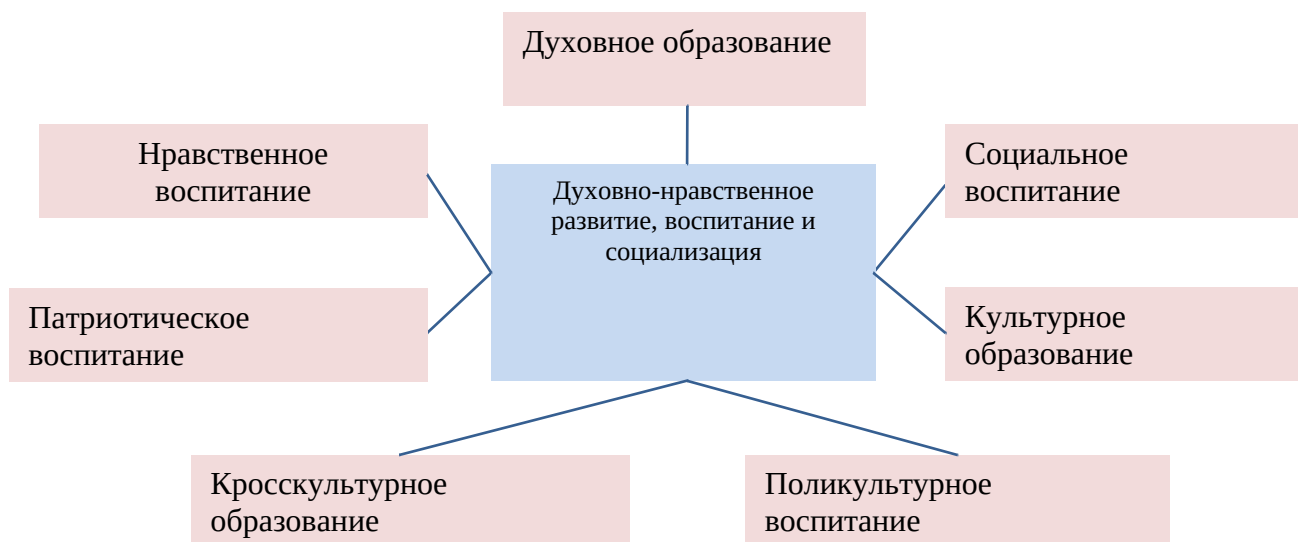 Духовное образование
Нравственное
воспитание
Социальное
воспитание
Духовно-нравственное
развитие, воспитание и
социализация
Патриотическое
воспитание
Культурное
образование
Кросскультурное
образование
Поликультурное
воспитание